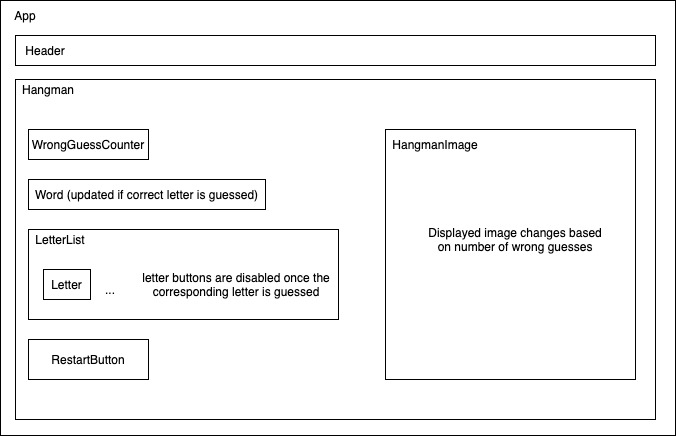 App
Header
Hangman
WrongGuessCounter
Word (updated if correct letter is guessed)
LetterList
Letter
...
letter buttons are disabled once the
corresponding letter is guessed
RestartButton
HangmanImage
Displayed image changes based
on number of wrong guesses